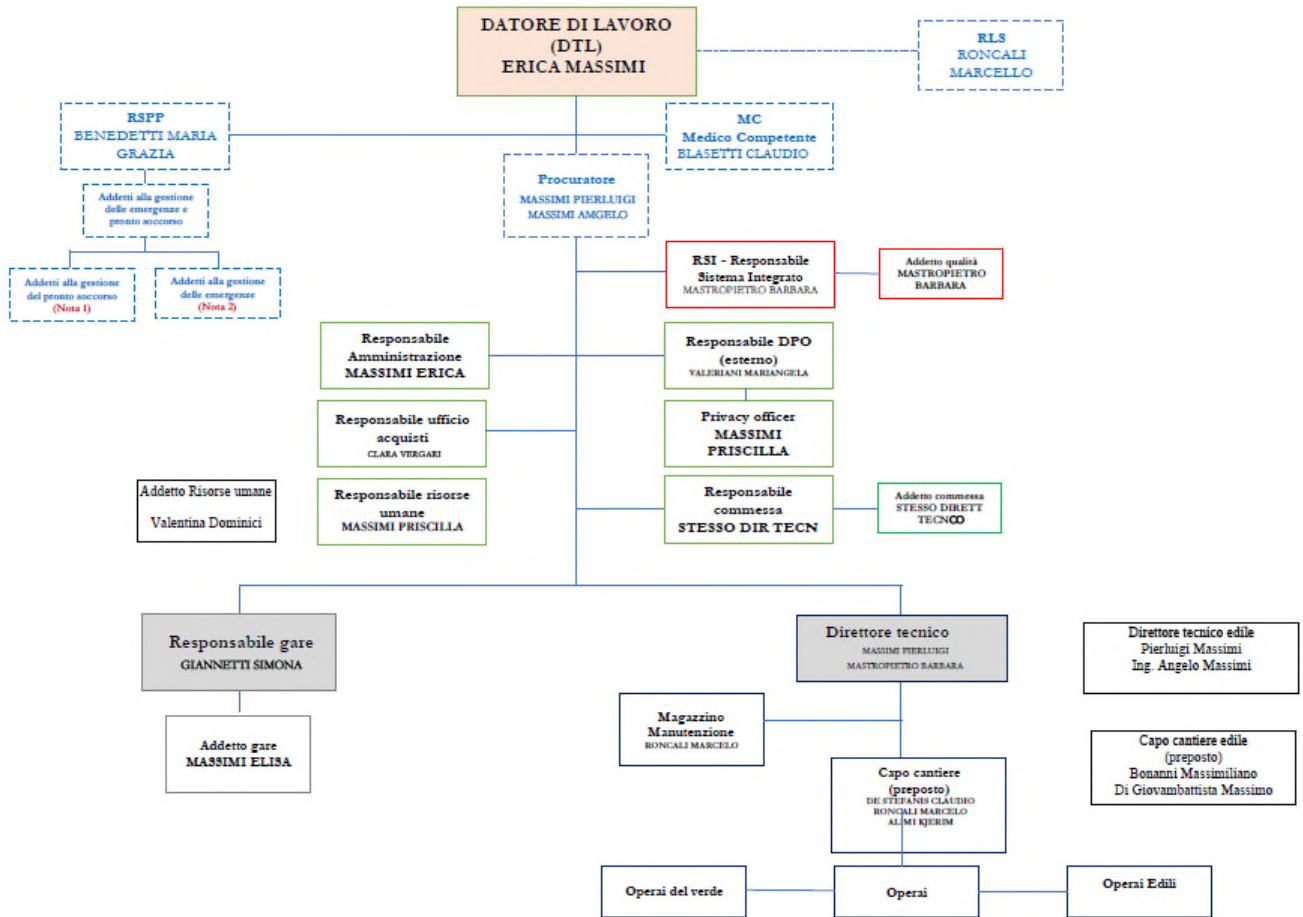 DATORE DI LAVORO
(DTL)
ERICA MASSIMI
RLS
RONCALI
MARCELLO
RSPP
BENEDETTI MARIA
GRAZIA
MC
Medico Competente
BLASETTI CLAUDIO
Procuratore
MASSIMI PIERLUIGI
MASSIMI AMGELO
Addetti alla gestione
delle emergenze e
pronto soccorso
Addetti alla gestione
del pronto soccorso
(Nota 1)
Addetti alla gestione
delle emergenze
(Nota 2)
RSI - Responsabile
Sistema Integrato
MASTROPIETRO BARBARA
Addetto qualità
MASTROPIETRO
BARBARA
Responsabile
Amministrazione
MASSIMI ERICA
Responsabile DPO
(esterno)
VALERIANI MARIANGELA
Responsabile ufficio
acquisti
CLARA VERGARI
Privacy officer
MASSIMI
PRISCILLA
Addetto Risorse umane
Valentina Dominici
Responsabile risorse
umane
MASSIMI PRISCILLA
Responsabile
commessa
STESSO DIR TECN
Addetto commessa
STESSO DIRETT
TECNCO
Responsabile gare
GIANNETTI SIMONA
Direttore tecnico
MASSIMI PIERLUIGI
MASTROPIETRO BARBARA
Direttore tecnico edile
Pierluigi Massimi
Ing. Angelo Massimi
Addetto gare
MASSIMI ELISA
Magazzino
Manutenzione
RONCALI MARCELO
Capo cantiere edile
(preposto)
Bonanni Massimiliano
Di Giovambattista Massimo
Capo cantiere
(preposto)
DE STEFANIS CLAUDIO
RONCALI MARCELO
ALIMI KJERIM
Operai del verde
Operai
Operai Edili